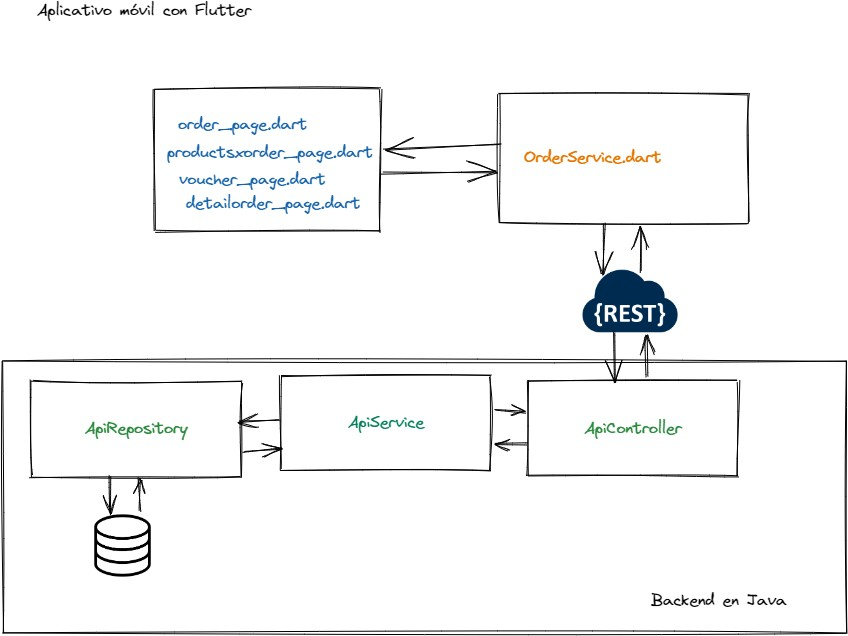 Aplicativo móvil con Flutter
order_page.dart
productsxorder_page.dart
voucher_page.dart
detailorder_page.dart
OrderService.dart
{REST}
ApiRepository
ApiService
ApiController
Backend en Java